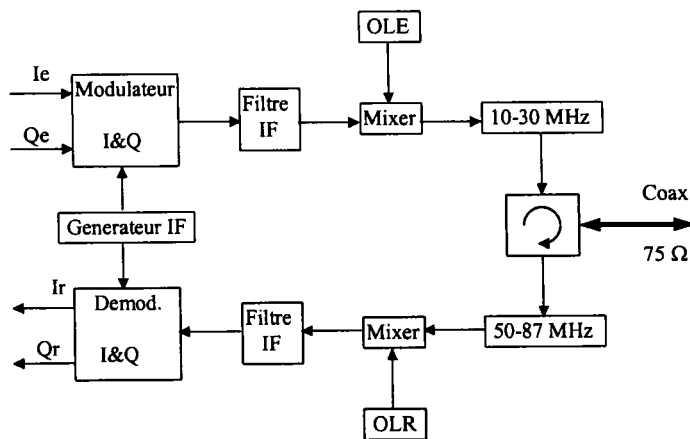 OLE
Ie
Modulateur
Filtre
IF
Mixer
10-30 MHz
Qe
I&Q
Coax
Generateur IF
75 Ω
Ir
Demod.
Filtre
IF
Mixer
50-87 MHz
Qr
I&Q
OLR